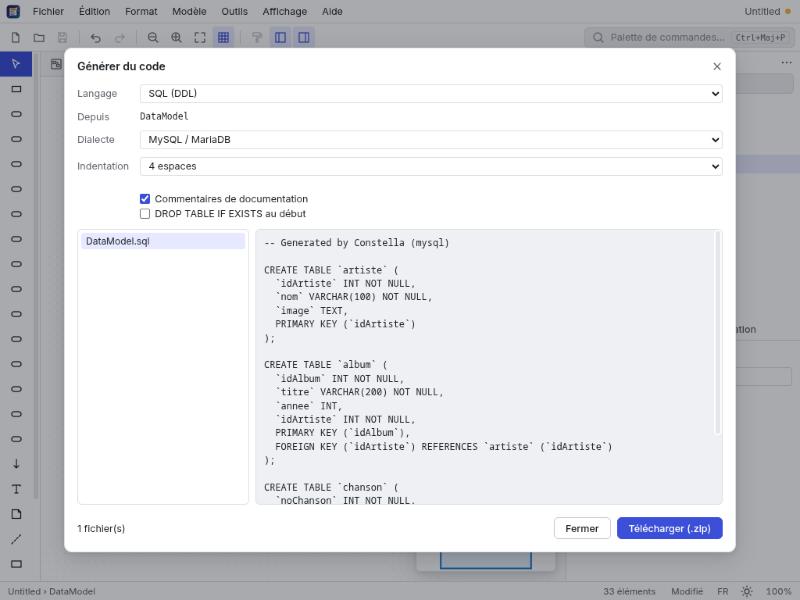 Fichier Édition Format Modèle Outils Affichage Aide Untitled
Palette de commandes... Ctrl+Maj+P
Générer du code
Langage SQL (DDL)
Depuis DataModel
Dialecte MySQL / MariaDB
Indentation 4 espaces
Commentaires de documentation
DROP TABLE IF EXISTS au début
DataModel.sql
-- Generated by Constella (mysql)
CREATE TABLE `artiste` (
`idArtiste` INT NOT NULL,
`nom` VARCHAR(100) NOT NULL,
`image` TEXT,
PRIMARY KEY (`idArtiste`)
);
CREATE TABLE `album` (
`idAlbum` INT NOT NULL,
`titre` VARCHAR(200) NOT NULL,
`annee` INT,
`idArtiste` INT NOT NULL,
PRIMARY KEY (`idAlbum`),
FOREIGN KEY (`idArtiste`) REFERENCES `artiste` (`idArtiste`)
);
CREATE TABLE `chanson` (
`noChanson` INT NOT NULL,
1 fichier(s)
Fermer Télécharger (.zip)
Untitled › DataModel 33 éléments Modifié FR 100%